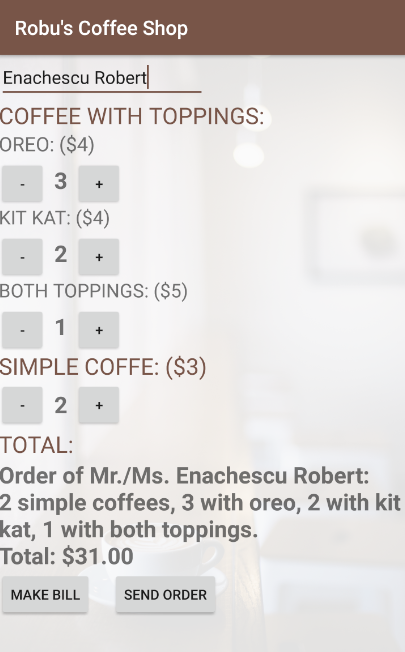 Robu's Coffee Shop
Enachescu Robert
COFFEE WITH TOPPINGS:
OREO: ($4)
- 3 +
KIT KAT: ($4)
- 2 +
BOTH TOPPINGS: ($5)
- 1 +
SIMPLE COFFE: ($3)
- 2 +
TOTAL:
Order of Mr./Ms. Enachescu Robert:
2 simple coffees, 3 with oreo, 2 with kit
kat, 1 with both toppings.
Total: $31.00
MAKE BILL SEND ORDER